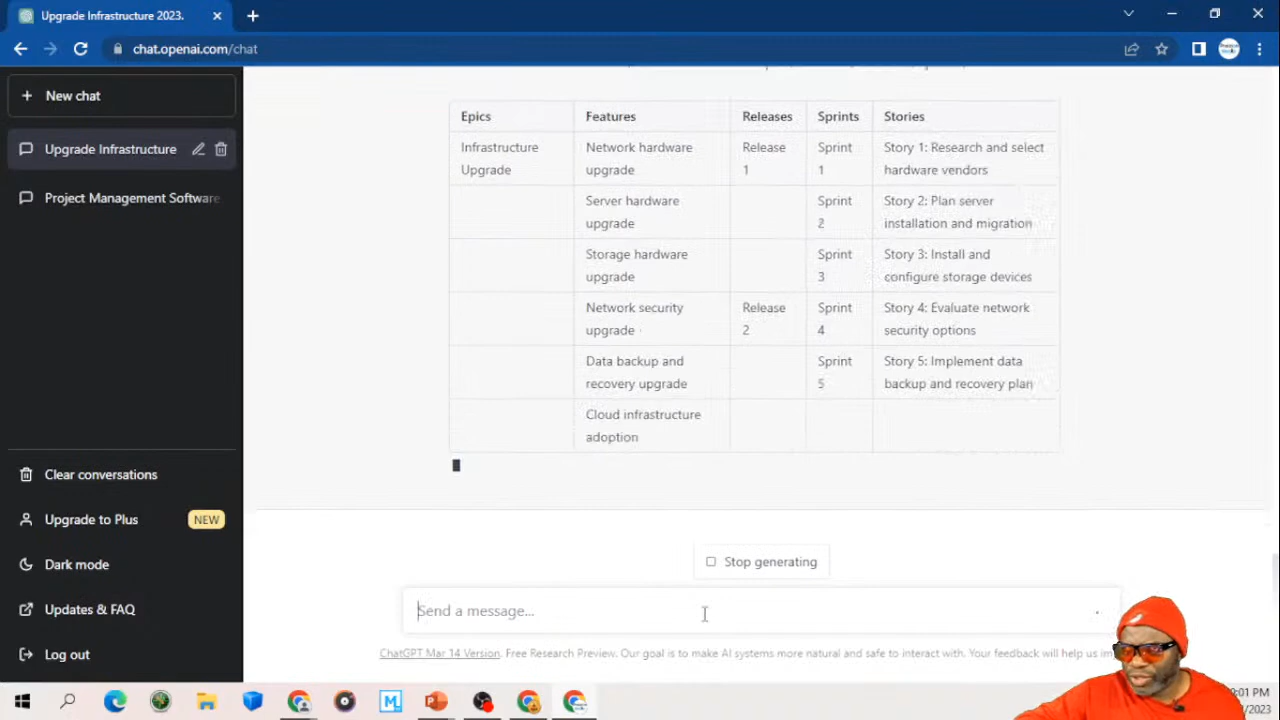 Upgrade Infrastructure 2023.
chat.openai.com/chat
New chat
Upgrade Infrastructure
Project Management Software
Clear conversations
Upgrade to Plus NEW
Dark mode
Updates & FAQ
Log out
Epics Features Releases Sprints Stories
Infrastructure Network hardware Release Sprint Story 1: Research and select
Upgrade upgrade 1 1 hardware vendors
Server hardware Sprint Story 2: Plan server
upgrade 2 installation and migration
Storage hardware Sprint Story 3: Install and
upgrade 3 configure storage devices
Network security Release Sprint Story 4: Evaluate network
upgrade 2 4 security options
Data backup and Sprint Story 5: Implement data
recovery upgrade 5 backup and recovery plan
Cloud infrastructure
adoption
Stop generating
Send a message...
ChatGPT Mar 14 Version. Free Research Preview. Our goal is to make AI systems more natural and safe to interact with. Your feedback will help us im
:01 PM
/2023